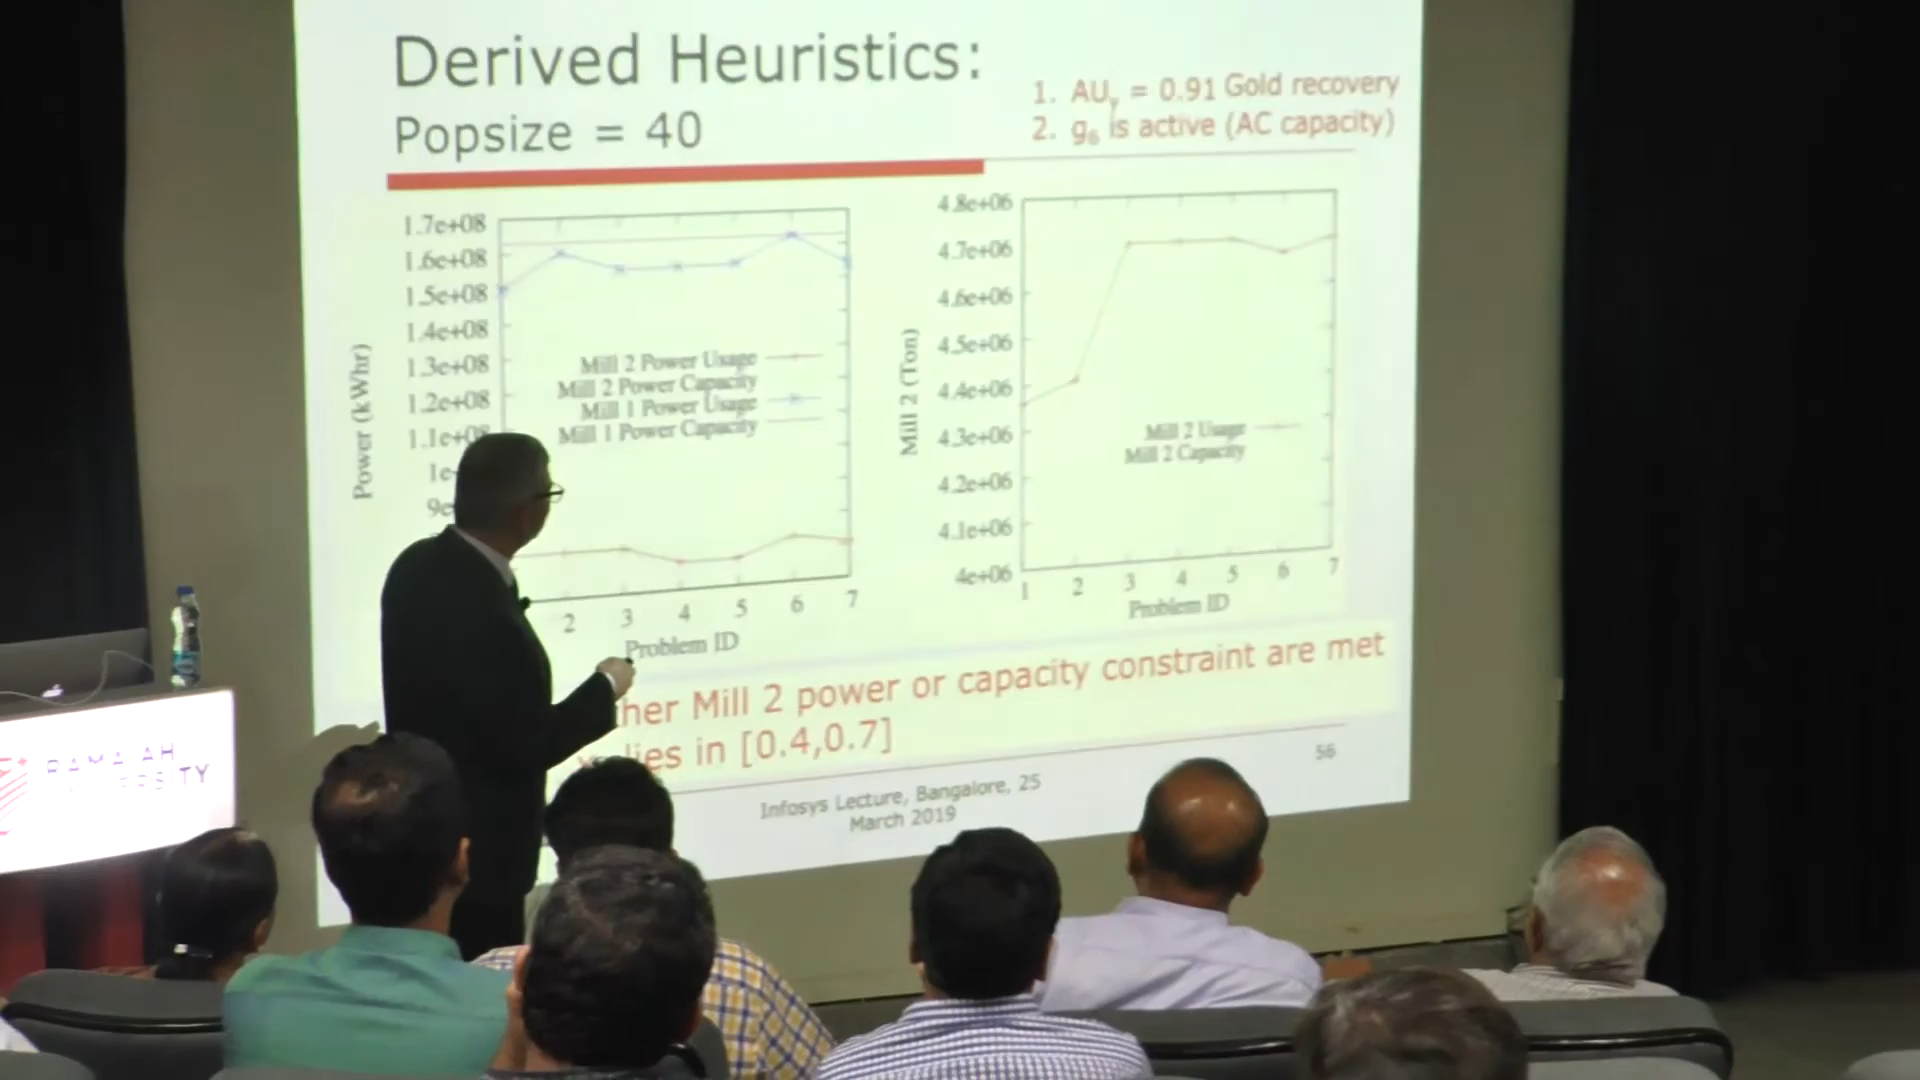 Derived Heuristics:
Popsize = 40
1. AUy = 0.91 Gold recovery
2. g6 is active (AC capacity)
1.7e+08
1.6e+08
1.5e+08
1.4e+08
1.3e+08
1.2e+08
1.1e+08
1e
9e
Power (kWhr)
Mill 2 Power Usage
Mill 2 Power Capacity
Mill 1 Power Usage
Mill 1 Power Capacity
2 3 4 5 6 7
Problem ID
4.8e+06
4.7e+06
4.6e+06
4.5e+06
4.4e+06
4.3e+06
4.2e+06
4.1e+06
4e+06
Mill 2 (Ton)
Mill 2 Usage
Mill 2 Capacity
1 2 3 4 5 6 7
Problem ID
her Mill 2 power or capacity constraint are met
lies in [0.4,0.7]
Infosys Lecture, Bangalore, 25
March 2019
56